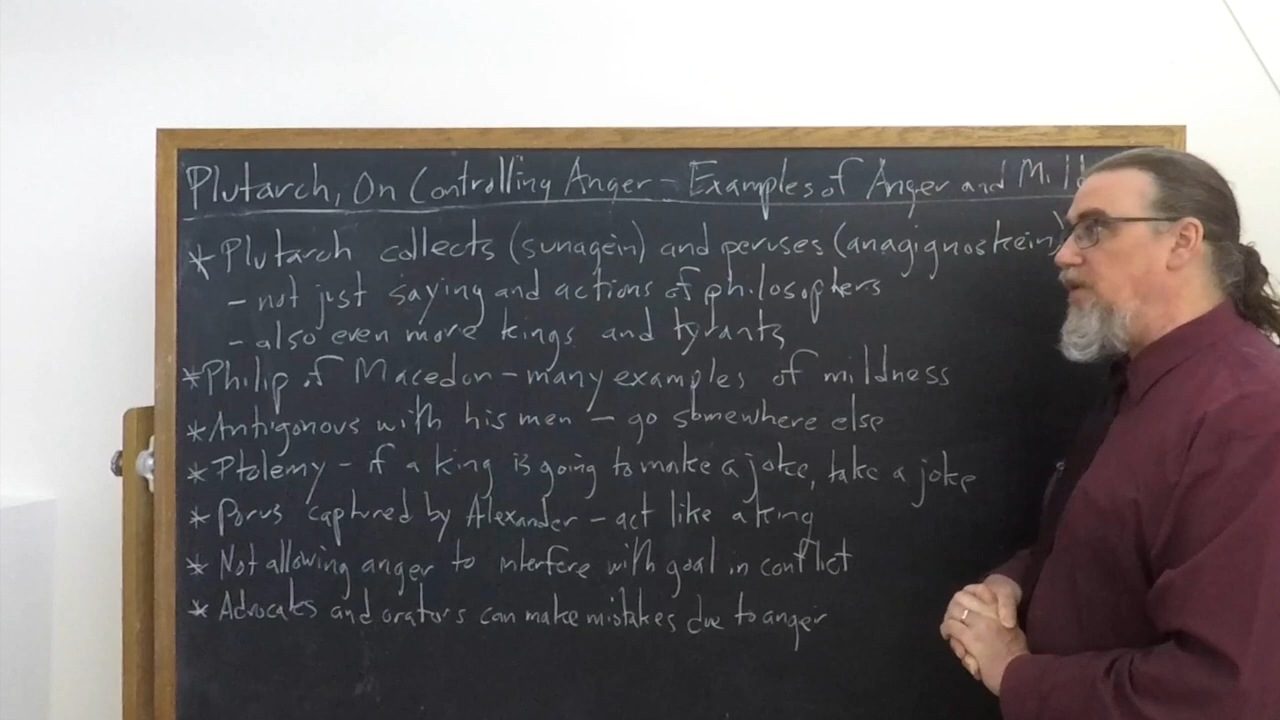 Plutarch, On Controlling Anger - Examples of Anger and Mild
* Plutarch collects (sunagein) and peruses (anagignoskein)
- not just saying and actions of philosophers
- also even more kings and tyrants
* Philip of Macedon - many examples of mildness
* Antigonous with his men - go somewhere else
* Ptolemy - if a king is going to make a joke, take a joke
* Porus captured by Alexander - act like a king
* Not allowing anger to interfere with goal in conflict
* Advocates and orators can make mistakes due to anger